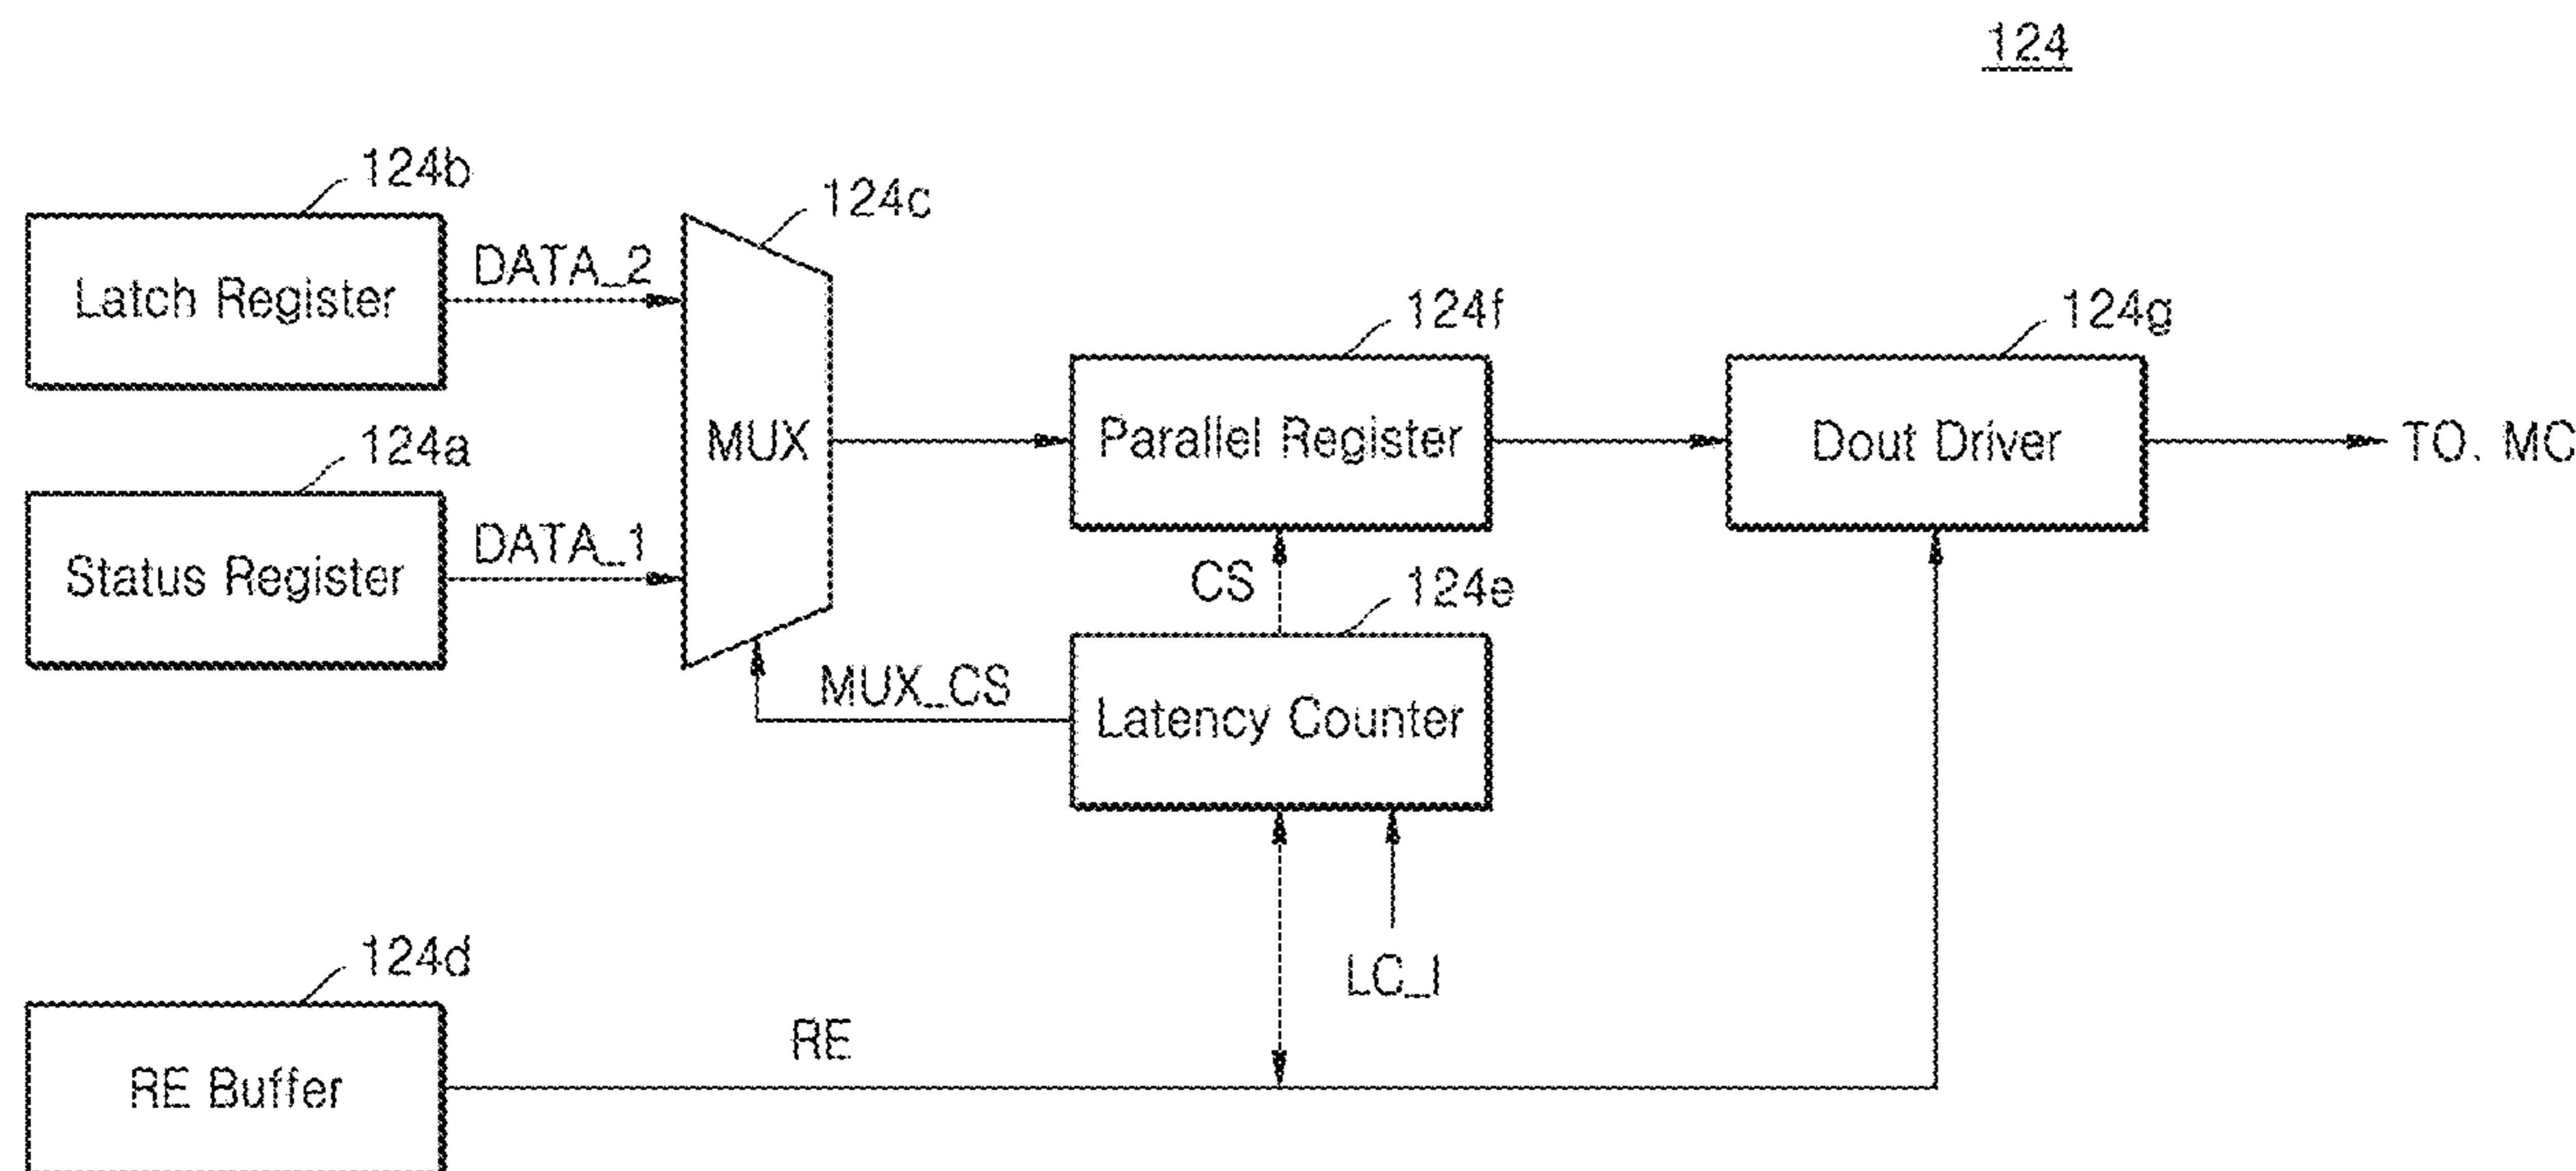 124
124b
124c
Latch Register
DATA_2
124f
124g
MUX
Parallel Register
Dout Driver
TO. MC
124a
Status Register
DATA_1
CS
124e
MUX_CS
Latency Counter
LC_I
124d
RE
RE Buffer